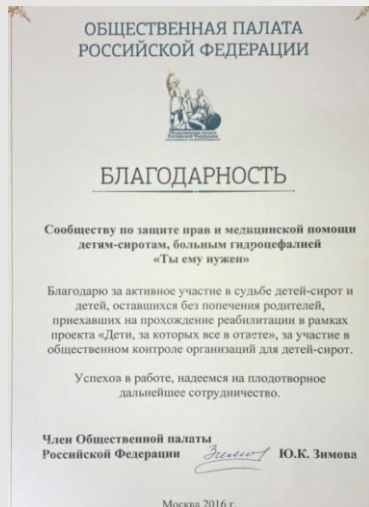 ОБЩЕСТВЕННАЯ ПАЛАТА
РОССИЙСКОЙ ФЕДЕРАЦИИ
БЛАГОДАРНОСТЬ
Сообществу по защите прав и медицинской помощи
детям-сиротам, больным гидроцефалией
«Ты ему нужен»
Благодарю за активное участие в судьбе детей-сирот и
детей, оставшихся без попечения родителей,
приехавших на прохождение реабилитации в рамках
проекта «Дети, за которых все в ответе», за участие в
общественном контроле организаций для детей-сирот.
Успехов в работе, надеемся на плодотворное
дальнейшее сотрудничество.
Член Общественной палаты
Российской Федерации Ю.К. Зимова
Москва 2016 г.